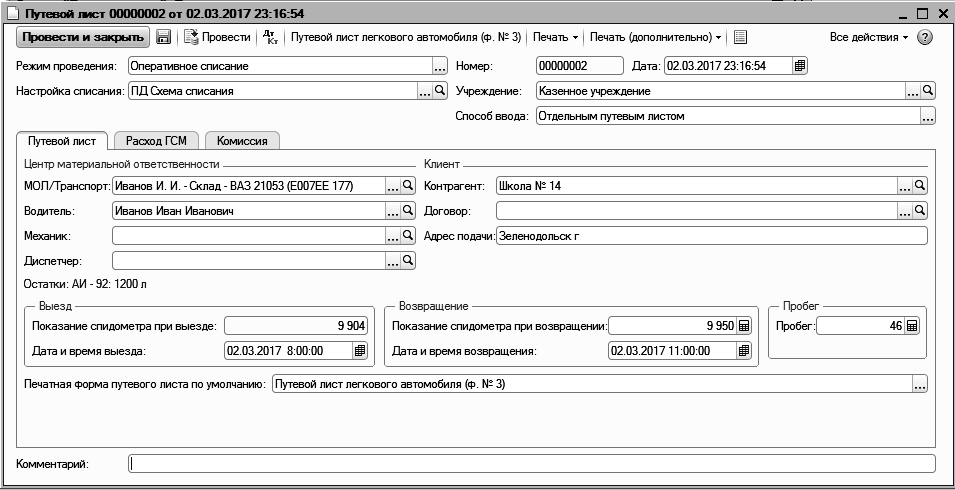 Путевой лист 00000002 от 02.03.2017 23:16:54
Провести и закрыть Провести Дт Кт Путевой лист легкового автомобиля (ф. № 3) Печать Печать (дополнительно) Все действия ?
Режим проведения: Оперативное списание ... Номер: 00000002 Дата: 02.03.2017 23:16:54
Настройка списания: ПД Схема списания ... Учреждение: Казенное учреждение ...
Способ ввода: Отдельным путевым листом ...
Путевой лист Расход ГСМ Комиссия
Центр материальной ответственности Клиент
МОЛ/Транспорт: Иванов И. И. - Склад - ВАЗ 21053 (Е007ЕЕ 177) ... Контрагент: Школа № 14 ...
Водитель: Иванов Иван Иванович ... Договор: ...
Механик: ... Адрес подачи: Зеленодольск г
Диспетчер: ...
Остатки: АИ - 92: 1200 л
Выезд Возвращение Пробег
Показание спидометра при выезде: 9 904 Показание спидометра при возвращении: 9 950 Пробег: 46
Дата и время выезда: 02.03.2017 8:00:00 Дата и время возвращения: 02.03.2017 11:00:00
Печатная форма путевого листа по умолчанию: Путевой лист легкового автомобиля (ф. № 3) ...
Комментарий: